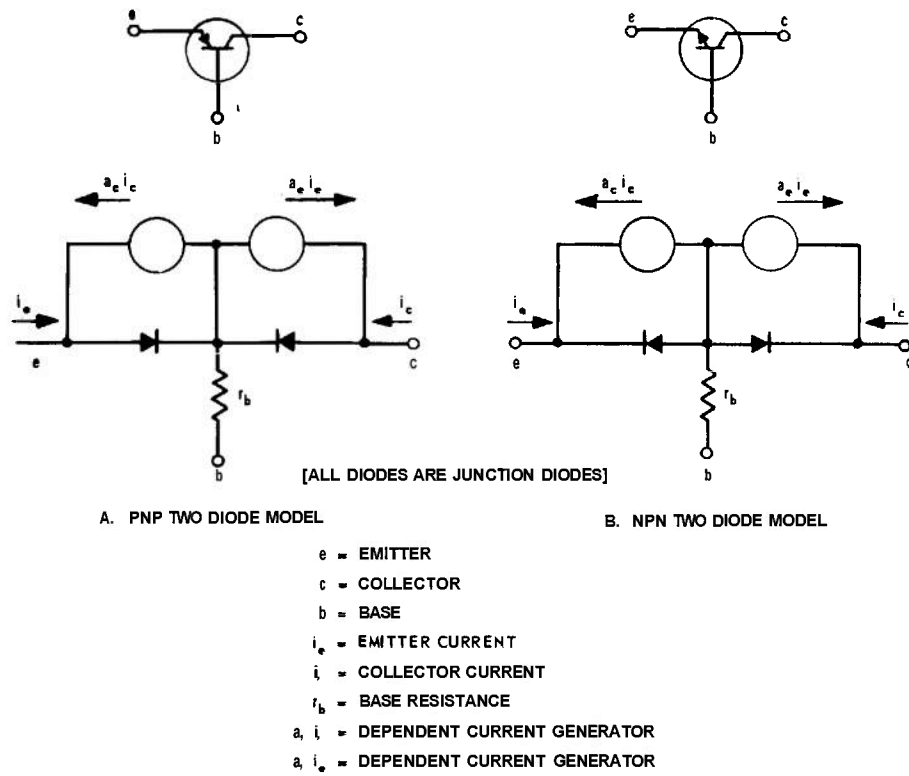 e c e c
b b
a_c i_c a_e i_e a_c i_c a_e i_e
i_e i_c i_e i_c
e c e c
r_b r_b
b b
[ALL DIODES ARE JUNCTION DIODES]
A. PNP TWO DIODE MODEL B. NPN TWO DIODE MODEL
e = EMITTER
c = COLLECTOR
b = BASE
i_e = EMITTER CURRENT
i, = COLLECTOR CURRENT
r_b = BASE RESISTANCE
a, i, = DEPENDENT CURRENT GENERATOR
a, i_e = DEPENDENT CURRENT GENERATOR